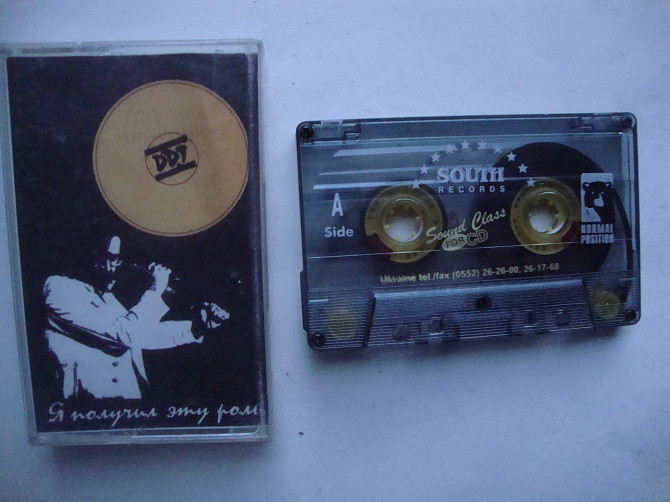 DDT
Я получил эту роль
SOUTH
RECORDS
A
Side
Sound Class
FOR CD
NORMAL
POSITION
Ukraine tel./fax (0552) 26-26-00, 26-17-68